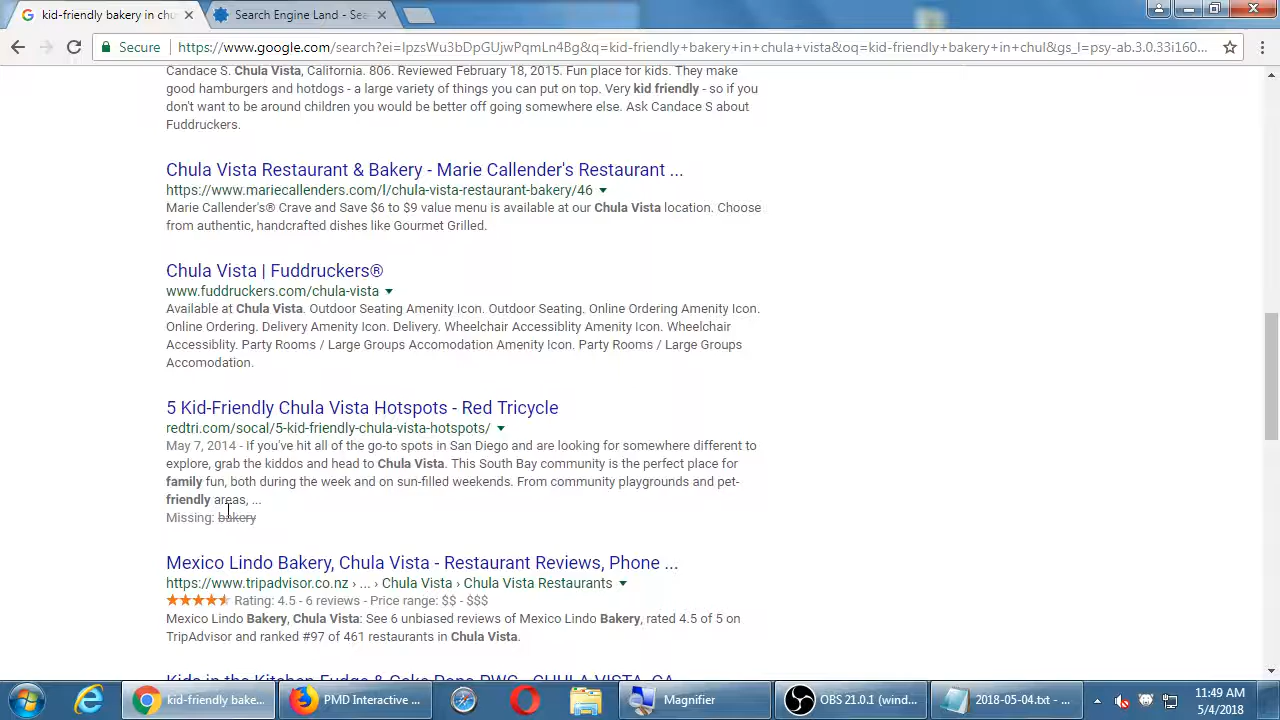 kid-friendly bakery in chu
Search Engine Land - Sea
Secure
https://www.google.com/search?ei=IpzsWu3bDpGUjwPqmLn4Bg&q=kid-friendly+bakery+in+chula+vista&oq=kid-friendly+bakery+in+chul&gs_l=psy-ab.3.0.33i160...
Candace S. Chula Vista, California. 806. Reviewed February 18, 2015. Fun place for kids. They make
good hamburgers and hotdogs - a large variety of things you can put on top. Very kid friendly - so if you
don't want to be around children you would be better off going somewhere else. Ask Candace S about
Fuddruckers.
Chula Vista Restaurant & Bakery - Marie Callender's Restaurant ...
https://www.mariecallenders.com/l/chula-vista-restaurant-bakery/46
Marie Callender's® Crave and Save $6 to $9 value menu is available at our Chula Vista location. Choose
from authentic, handcrafted dishes like Gourmet Grilled.
Chula Vista | Fuddruckers®
www.fuddruckers.com/chula-vista
Available at Chula Vista. Outdoor Seating Amenity Icon. Outdoor Seating. Online Ordering Amenity Icon.
Online Ordering. Delivery Amenity Icon. Delivery. Wheelchair Accessiblity Amenity Icon. Wheelchair
Accessiblity. Party Rooms / Large Groups Accomodation Amenity Icon. Party Rooms / Large Groups
Accomodation.
5 Kid-Friendly Chula Vista Hotspots - Red Tricycle
redtri.com/socal/5-kid-friendly-chula-vista-hotspots/
May 7, 2014 - if you've hit all of the go-to spots in San Diego and are looking for somewhere different to
explore, grab the kiddos and head to Chula Vista. This South Bay community is the perfect place for
family fun, both during the week and on sun-filled weekends. From community playgrounds and pet-
friendly areas, ...
Missing: bakery
Mexico Lindo Bakery, Chula Vista - Restaurant Reviews, Phone ...
https://www.tripadvisor.co.nz › ... › Chula Vista › Chula Vista Restaurants
Rating: 4.5 - 6 reviews - Price range: $$ - $$$
Mexico Lindo Bakery, Chula Vista: See 6 unbiased reviews of Mexico Lindo Bakery, rated 4.5 of 5 on
TripAdvisor and ranked #97 of 461 restaurants in Chula Vista.
Kids in the Kitchen Fudge & Cake Pops PWC - CHULA VISTA, CA
kid-friendly bake...
PMD Interactive ...
Magnifier
OBS 21.0.1 (wind...
2018-05-04.txt - ...
11:49 AM
5/4/2018